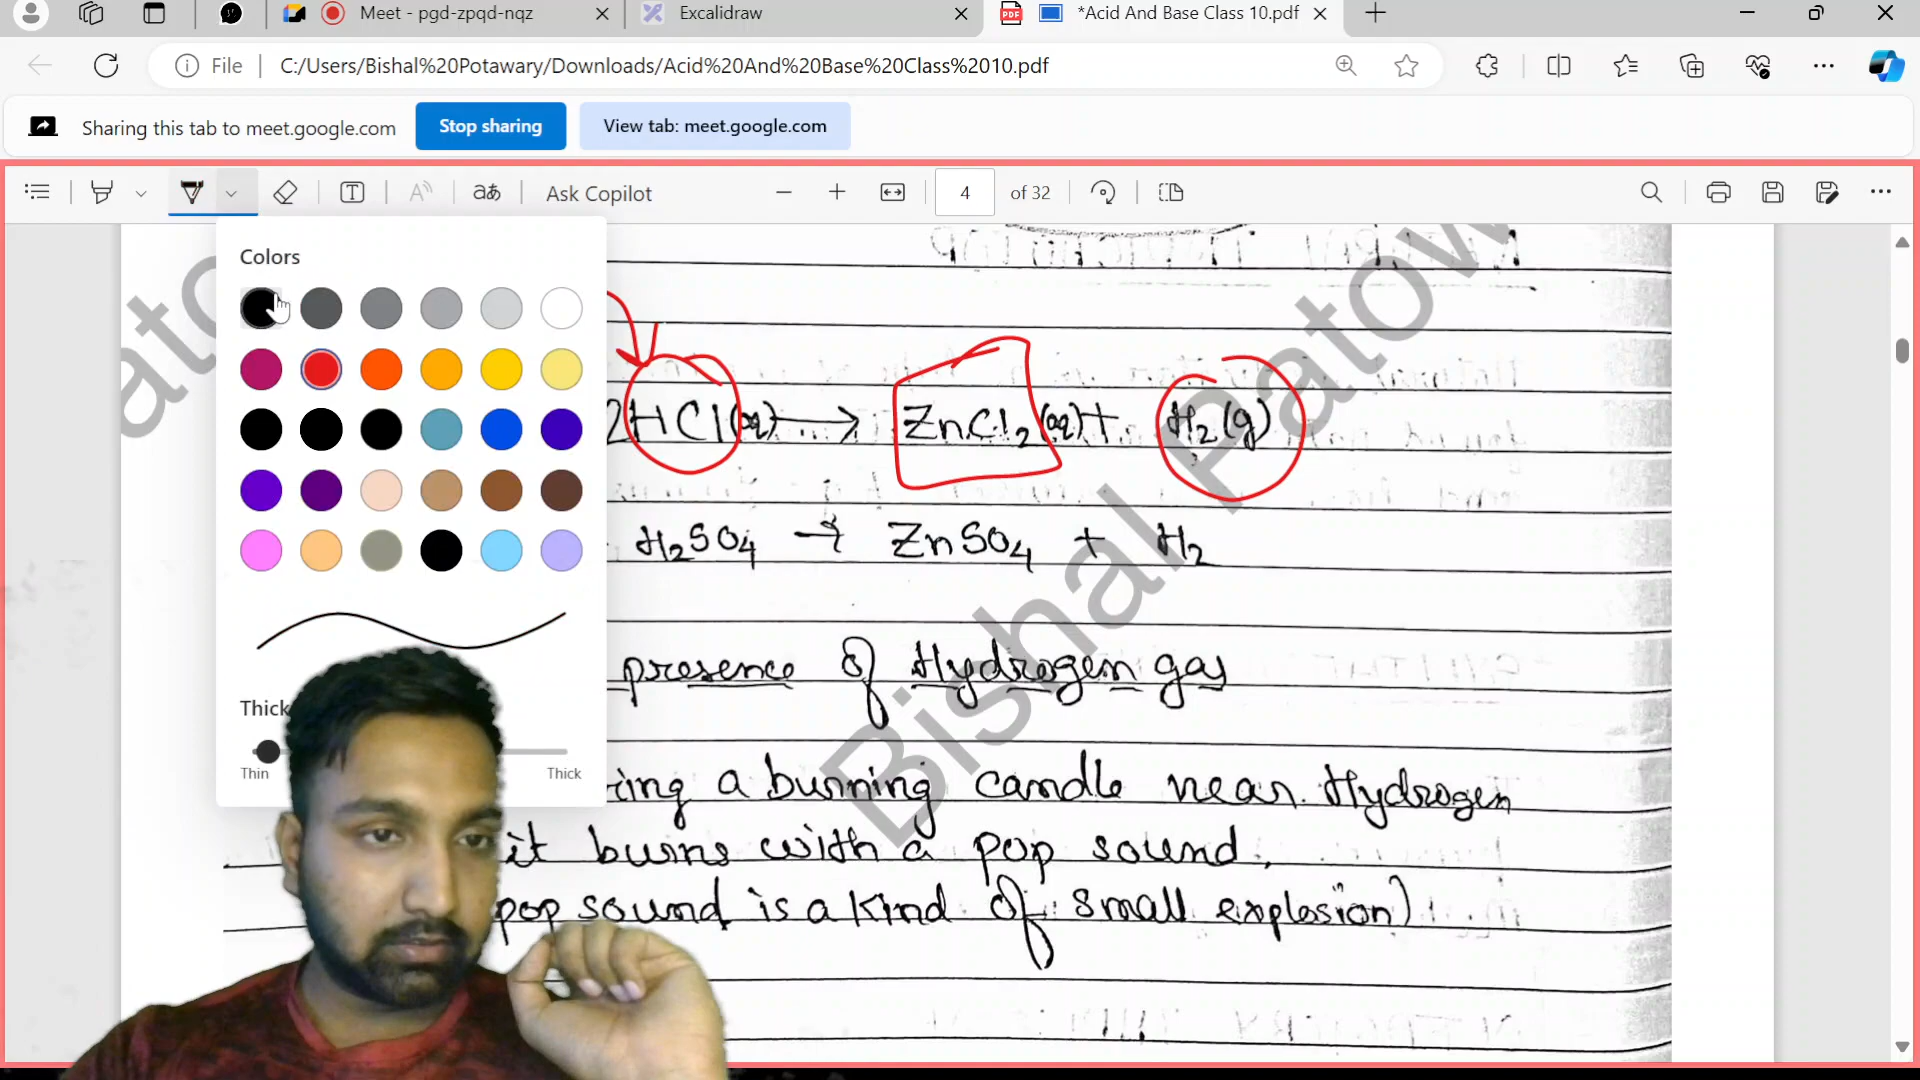 Meet - pgd-zpqd-nqz
Excalidraw
PDF
*Acid And Base Class 10.pdf
File
C:/Users/Bishal%20Potawary/Downloads/Acid%20And%20Base%20Class%2010.pdf
Sharing this tab to meet.google.com
Stop sharing
View tab: meet.google.com
Ask Copilot
4 of 32
Colors
Thick
Thin
Thick
2HCl(aq) → ZnCl2(aq) + H2(g)
H2SO4 → ZnSO4 + H2
presence of Hydrogen gas
ring a burning candle near Hydrogen
it burns with a pop sound.
pop sound is a kind of small explosion)
Bishal Patow